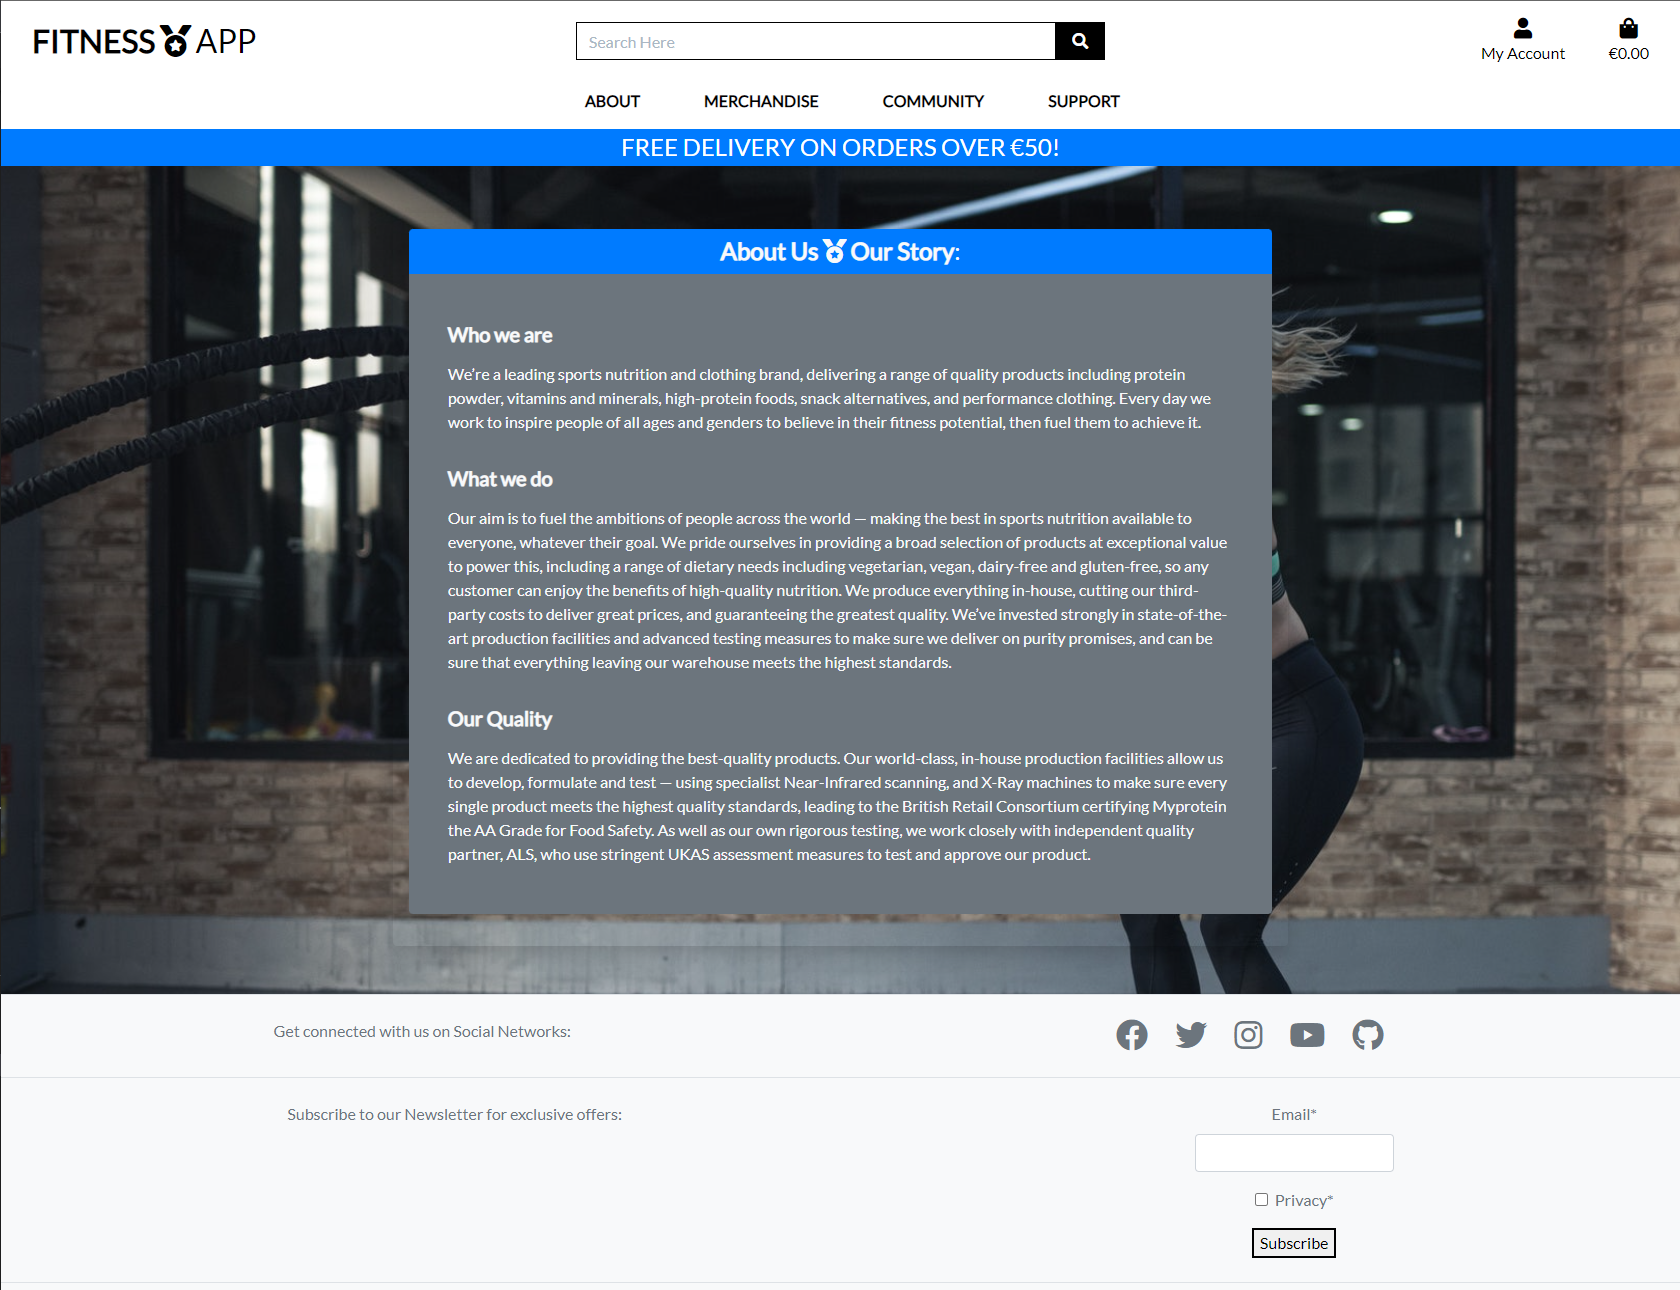 FITNESS APP
Search Here
My Account
€0.00
ABOUT MERCHANDISE COMMUNITY SUPPORT
FREE DELIVERY ON ORDERS OVER €50!
About Us Our Story:
Who we are
We're a leading sports nutrition and clothing brand, delivering a range of quality products including protein
powder, vitamins and minerals, high-protein foods, snack alternatives, and performance clothing. Every day we
work to inspire people of all ages and genders to believe in their fitness potential, then fuel them to achieve it.
What we do
Our aim is to fuel the ambitions of people across the world — making the best in sports nutrition available to
everyone, whatever their goal. We pride ourselves in providing a broad selection of products at exceptional value
to power this, including a range of dietary needs including vegetarian, vegan, dairy-free and gluten-free, so any
customer can enjoy the benefits of high-quality nutrition. We produce everything in-house, cutting our third-
party costs to deliver great prices, and guaranteeing the greatest quality. We've invested strongly in state-of-the-
art production facilities and advanced testing measures to make sure we deliver on purity promises, and can be
sure that everything leaving our warehouse meets the highest standards.
Our Quality
We are dedicated to providing the best-quality products. Our world-class, in-house production facilities allow us
to develop, formulate and test — using specialist Near-Infrared scanning, and X-Ray machines to make sure every
single product meets the highest quality standards, leading to the British Retail Consortium certifying Myprotein
the AA Grade for Food Safety. As well as our own rigorous testing, we work closely with independent quality
partner, ALS, who use stringent UKAS assessment measures to test and approve our product.
Get connected with us on Social Networks:
Subscribe to our Newsletter for exclusive offers:
Email*
Privacy*
Subscribe